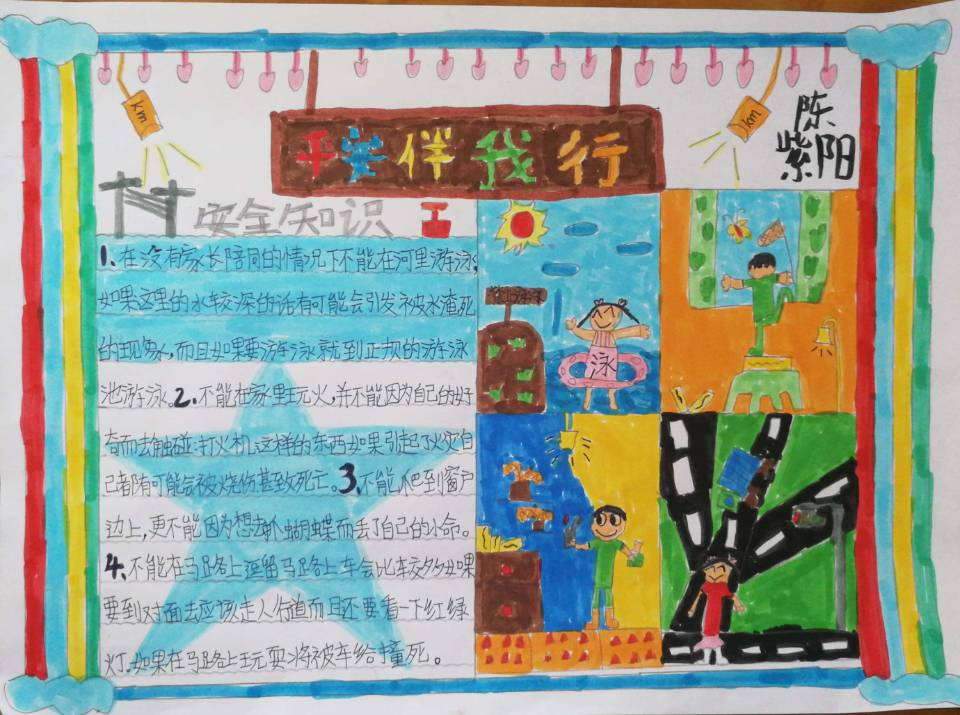 平安伴我行
km
km
陈
紫阳
安全知识
1、在没有家长陪同的情况下不能在河里游泳,
如果这里的水较深的话有可能会引发被水淹死
的现象,而且如果要游泳就到正规的游泳
池游泳。2、不能在家里玩火,并不能因为自己的好
奇而去触碰打火机这样的东西如果引起了火灾自
己都有可能会被烧伤甚致死亡。3、不能爬到窗户
边上,更不能因为想抓蝴蝶而丢了自己的小命。
4、不能在马路上逗留马路上车会比较多如果
要到对面去应该走人行道而且还要看一下红绿
灯,如果在马路上玩耍将被车给撞死。
泳